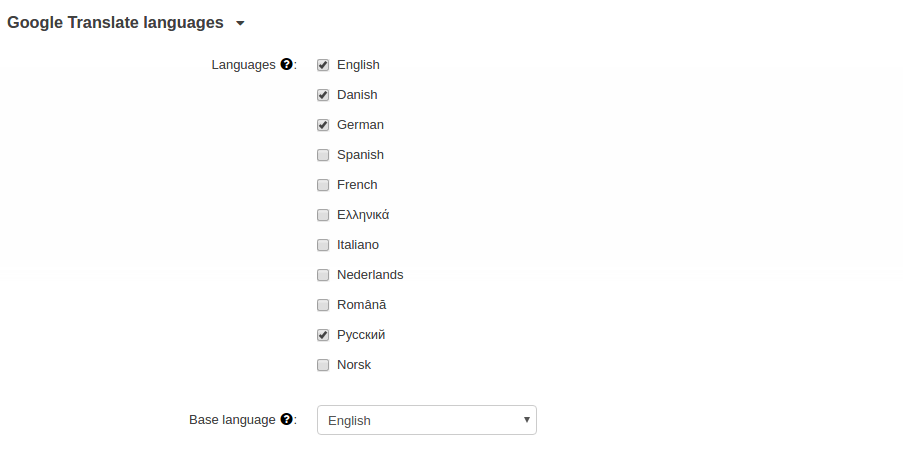 Google Translate languages
Languages ?:
English
Danish
German
Spanish
French
Ελληνικά
Italiano
Nederlands
Română
Русский
Norsk
Base language ?:
English